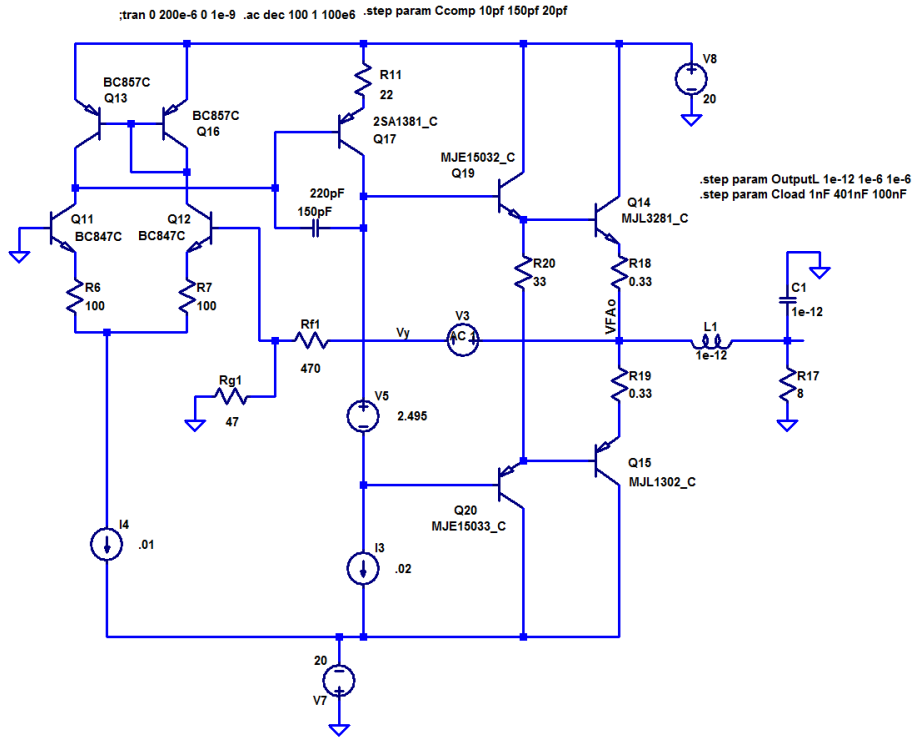 ;tran 0 200e-6 0 1e-9 .ac dec 100 1 100e6 .step param Ccomp 10pf 150pf 20pf
V8
20
R11
22
BC857C
Q13
BC857C
Q16
2SA1381_C
Q17
MJE15032_C
Q19
.step param OutputL 1e-12 1e-6 1e-6
.step param Cload 1nF 401nF 100nF
Q14
MJL3281_C
220pF
150pF
Q11
BC847C
Q12
BC847C
R6
100
R7
100
R20
33
R18
0.33
C1
1e-12
Rf1
470
Vy
V3
AC 1
VFAo
L1
1e-12
Rg1
47
R19
0.33
R17
8
V5
2.495
Q15
MJL1302_C
Q20
MJE15033_C
I4
.01
I3
.02
20
V7